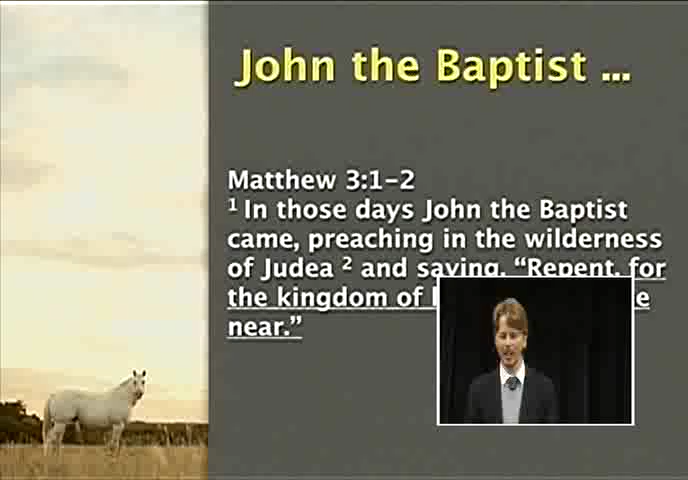 John the Baptist ...
Matthew 3:1-2
1 In those days John the Baptist
came, preaching in the wilderness
of Judea 2 and saying, “Repent, for
the kingdom of
near.”